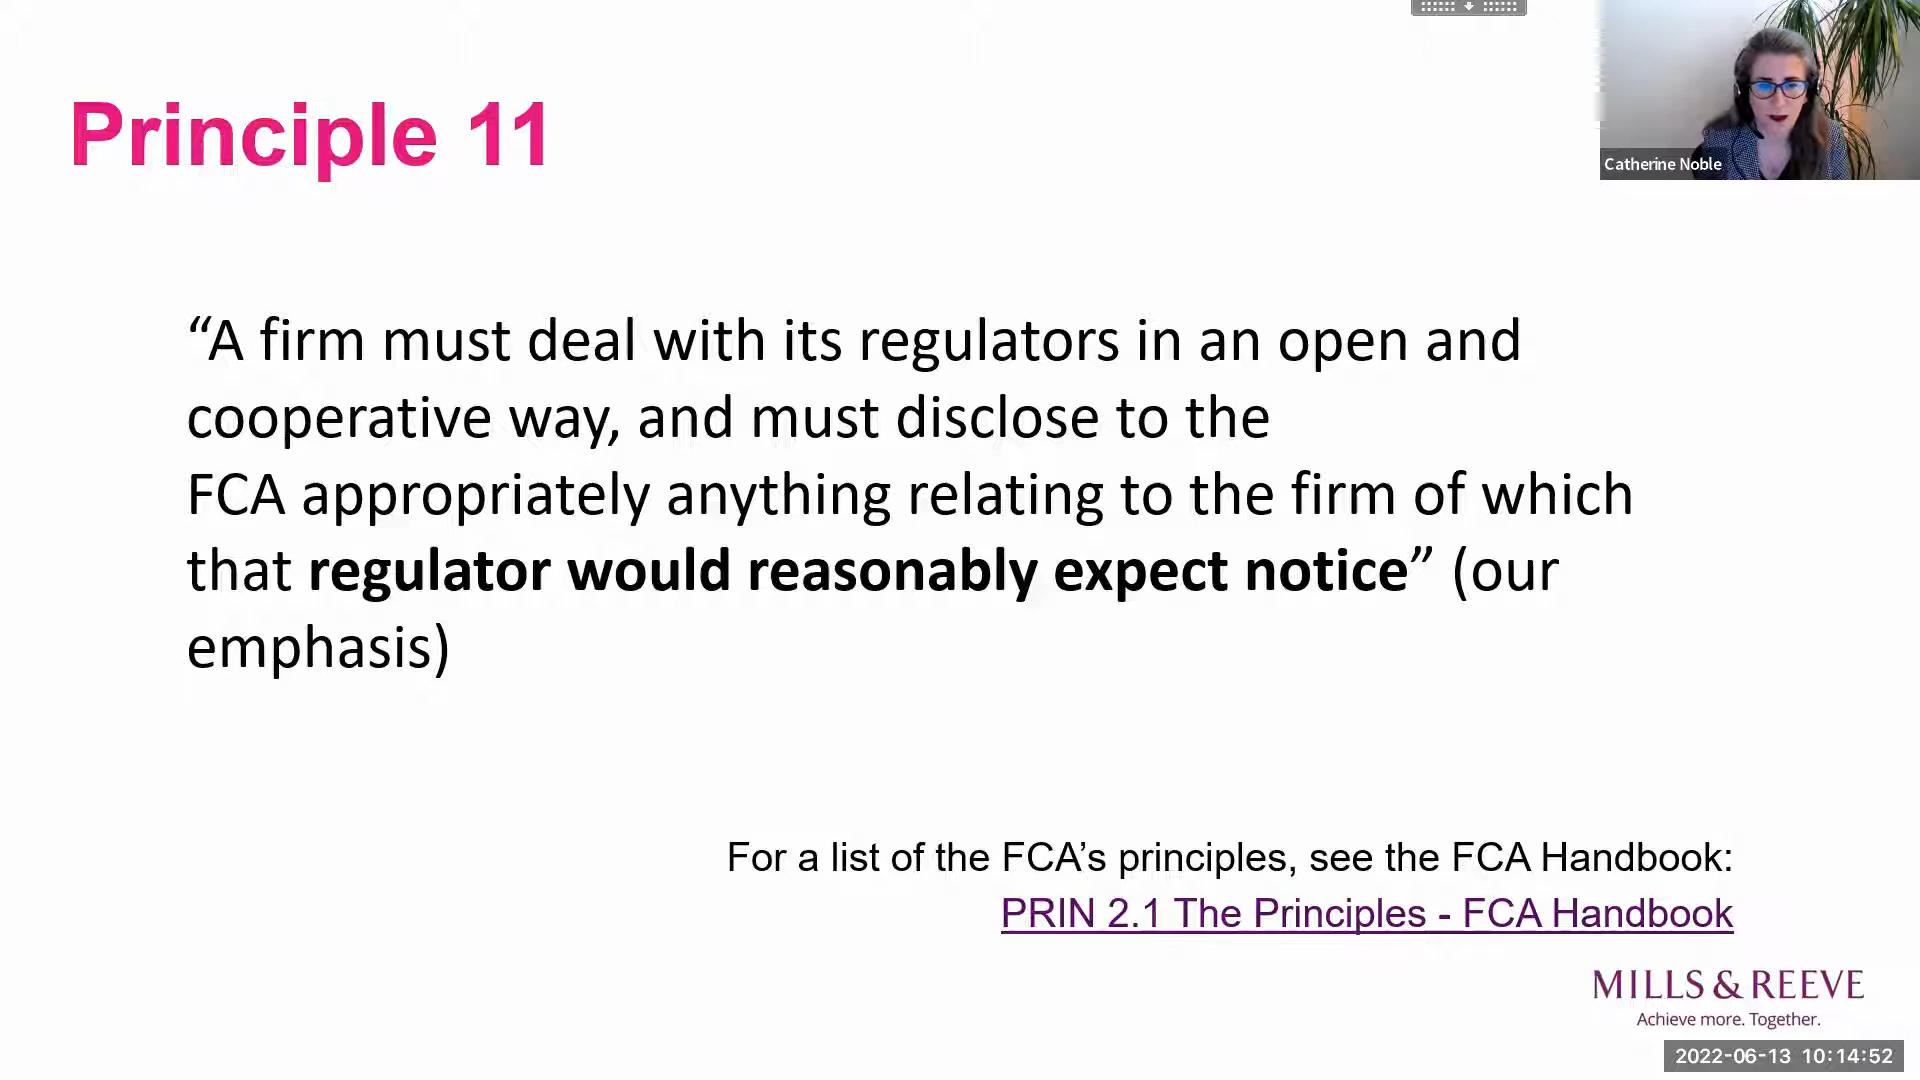 Principle 11
Catherine Noble
“A firm must deal with its regulators in an open and
cooperative way, and must disclose to the
FCA appropriately anything relating to the firm of which
that regulator would reasonably expect notice” (our
emphasis)
For a list of the FCA’s principles, see the FCA Handbook:
PRIN 2.1 The Principles - FCA Handbook
MILLS & REEVE
Achieve more. Together.
2022-06-13 10:14:52